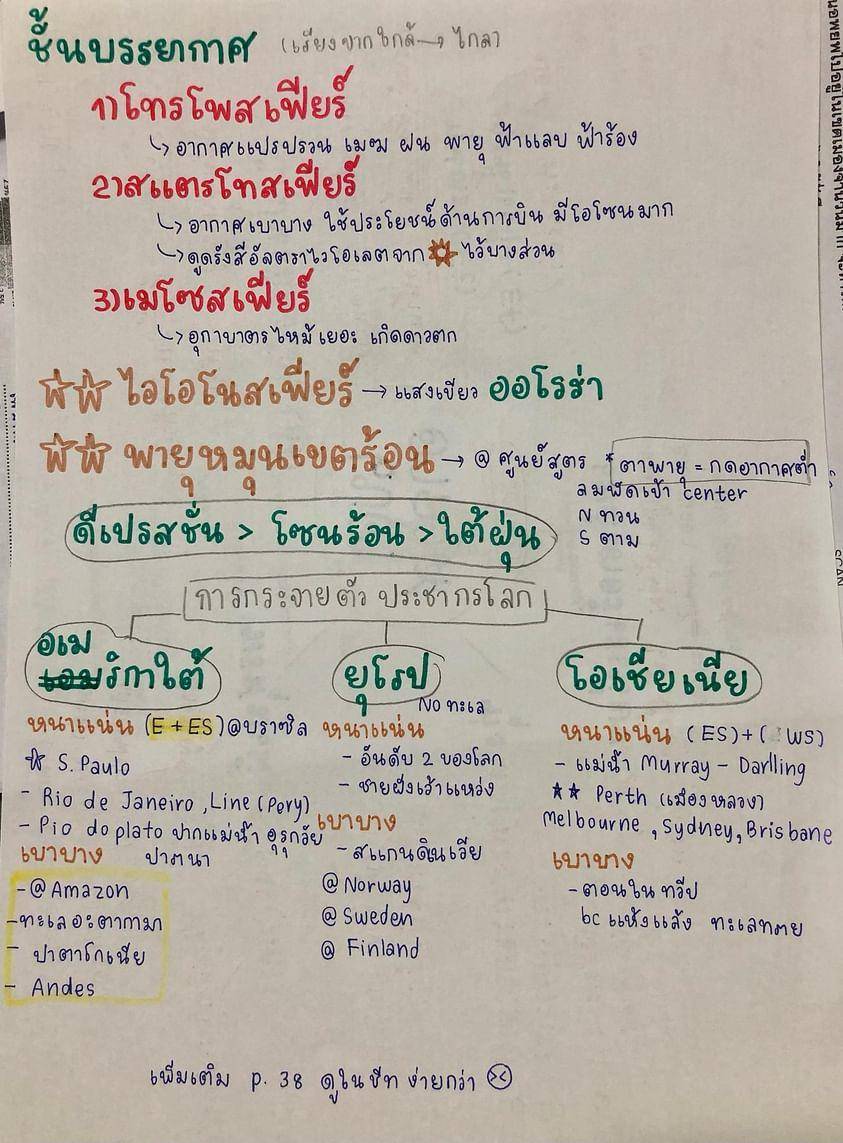 ชั้นบรรยากาศ (เรียงจากใกล้→ไกล)
1)โทรโพสเฟียร์
↳อากาศแปรปรวน เมฆ ฝน พายุ ฟ้าแลบ ฟ้าร้อง
2)สแตรโทสเฟียร์
↳อากาศเบาบาง ใช้ประโยชน์ด้านการบิน มีโอโซนมาก
↳ดูดรังสีอัลตราไวโอเลตจาก ไว้บางส่วน
3)เมโซสเฟียร์
↳อุกาบาตรไหม้เยอะ เกิดดาวตก
☆☆ ไอโอโนสเฟียร์ → แสงเขียว ออโรร่า
☆☆ พายุหมุนเขตร้อน → @ ศูนย์สูตร * ตาพายุ = กดอากาศต่ำ
ลมพัดเข้า center
N ทวน
S ตาม
ดีเปรสชั่น > โซนร้อน > ใต้ฝุ่น
การกระจายตัว ประชากรโลก
อเมริกาใต้
หนาแน่น (E + ES)@บราซิล
☆ S. Paulo
- Rio de Janeiro, Line (Pery)
- Pio do plato ปากแม่น้ำ อุรุกวัย
ปานา
เบาบาง
-@Amazon
-ทะเลอะตากามา
- ปาตาโกเนีย
- Andes
ยุโรป
No ทะเล
หนาแน่น
- อันดับ 2 ของโลก
- ชายฝั่งเว้าแหว่ง
เบาบาง
- สแกนดิเนเวีย
@ Norway
@ Sweden
@ Finland
โอเชียเนีย
หนาแน่น (ES)+( WS)
- แม่น้ำ Murray - Darlling
★★ Perth (เมืองหลวง)
Melbourne, Sydney, Brisbane
เบาบาง
-ตอนใน ทวีป
bc แห้งแล้ง ทะเลทราย
เพิ่มเติม p. 38 ดูในชีท ง่ายกว่า
SCAN